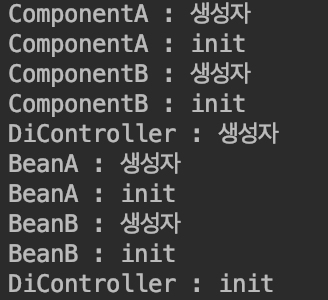 ComponentA : 생성자
ComponentA : init
ComponentB : 생성자
ComponentB : init
DiController : 생성자
BeanA : 생성자
BeanA : init
BeanB : 생성자
BeanB : init
DiController : init